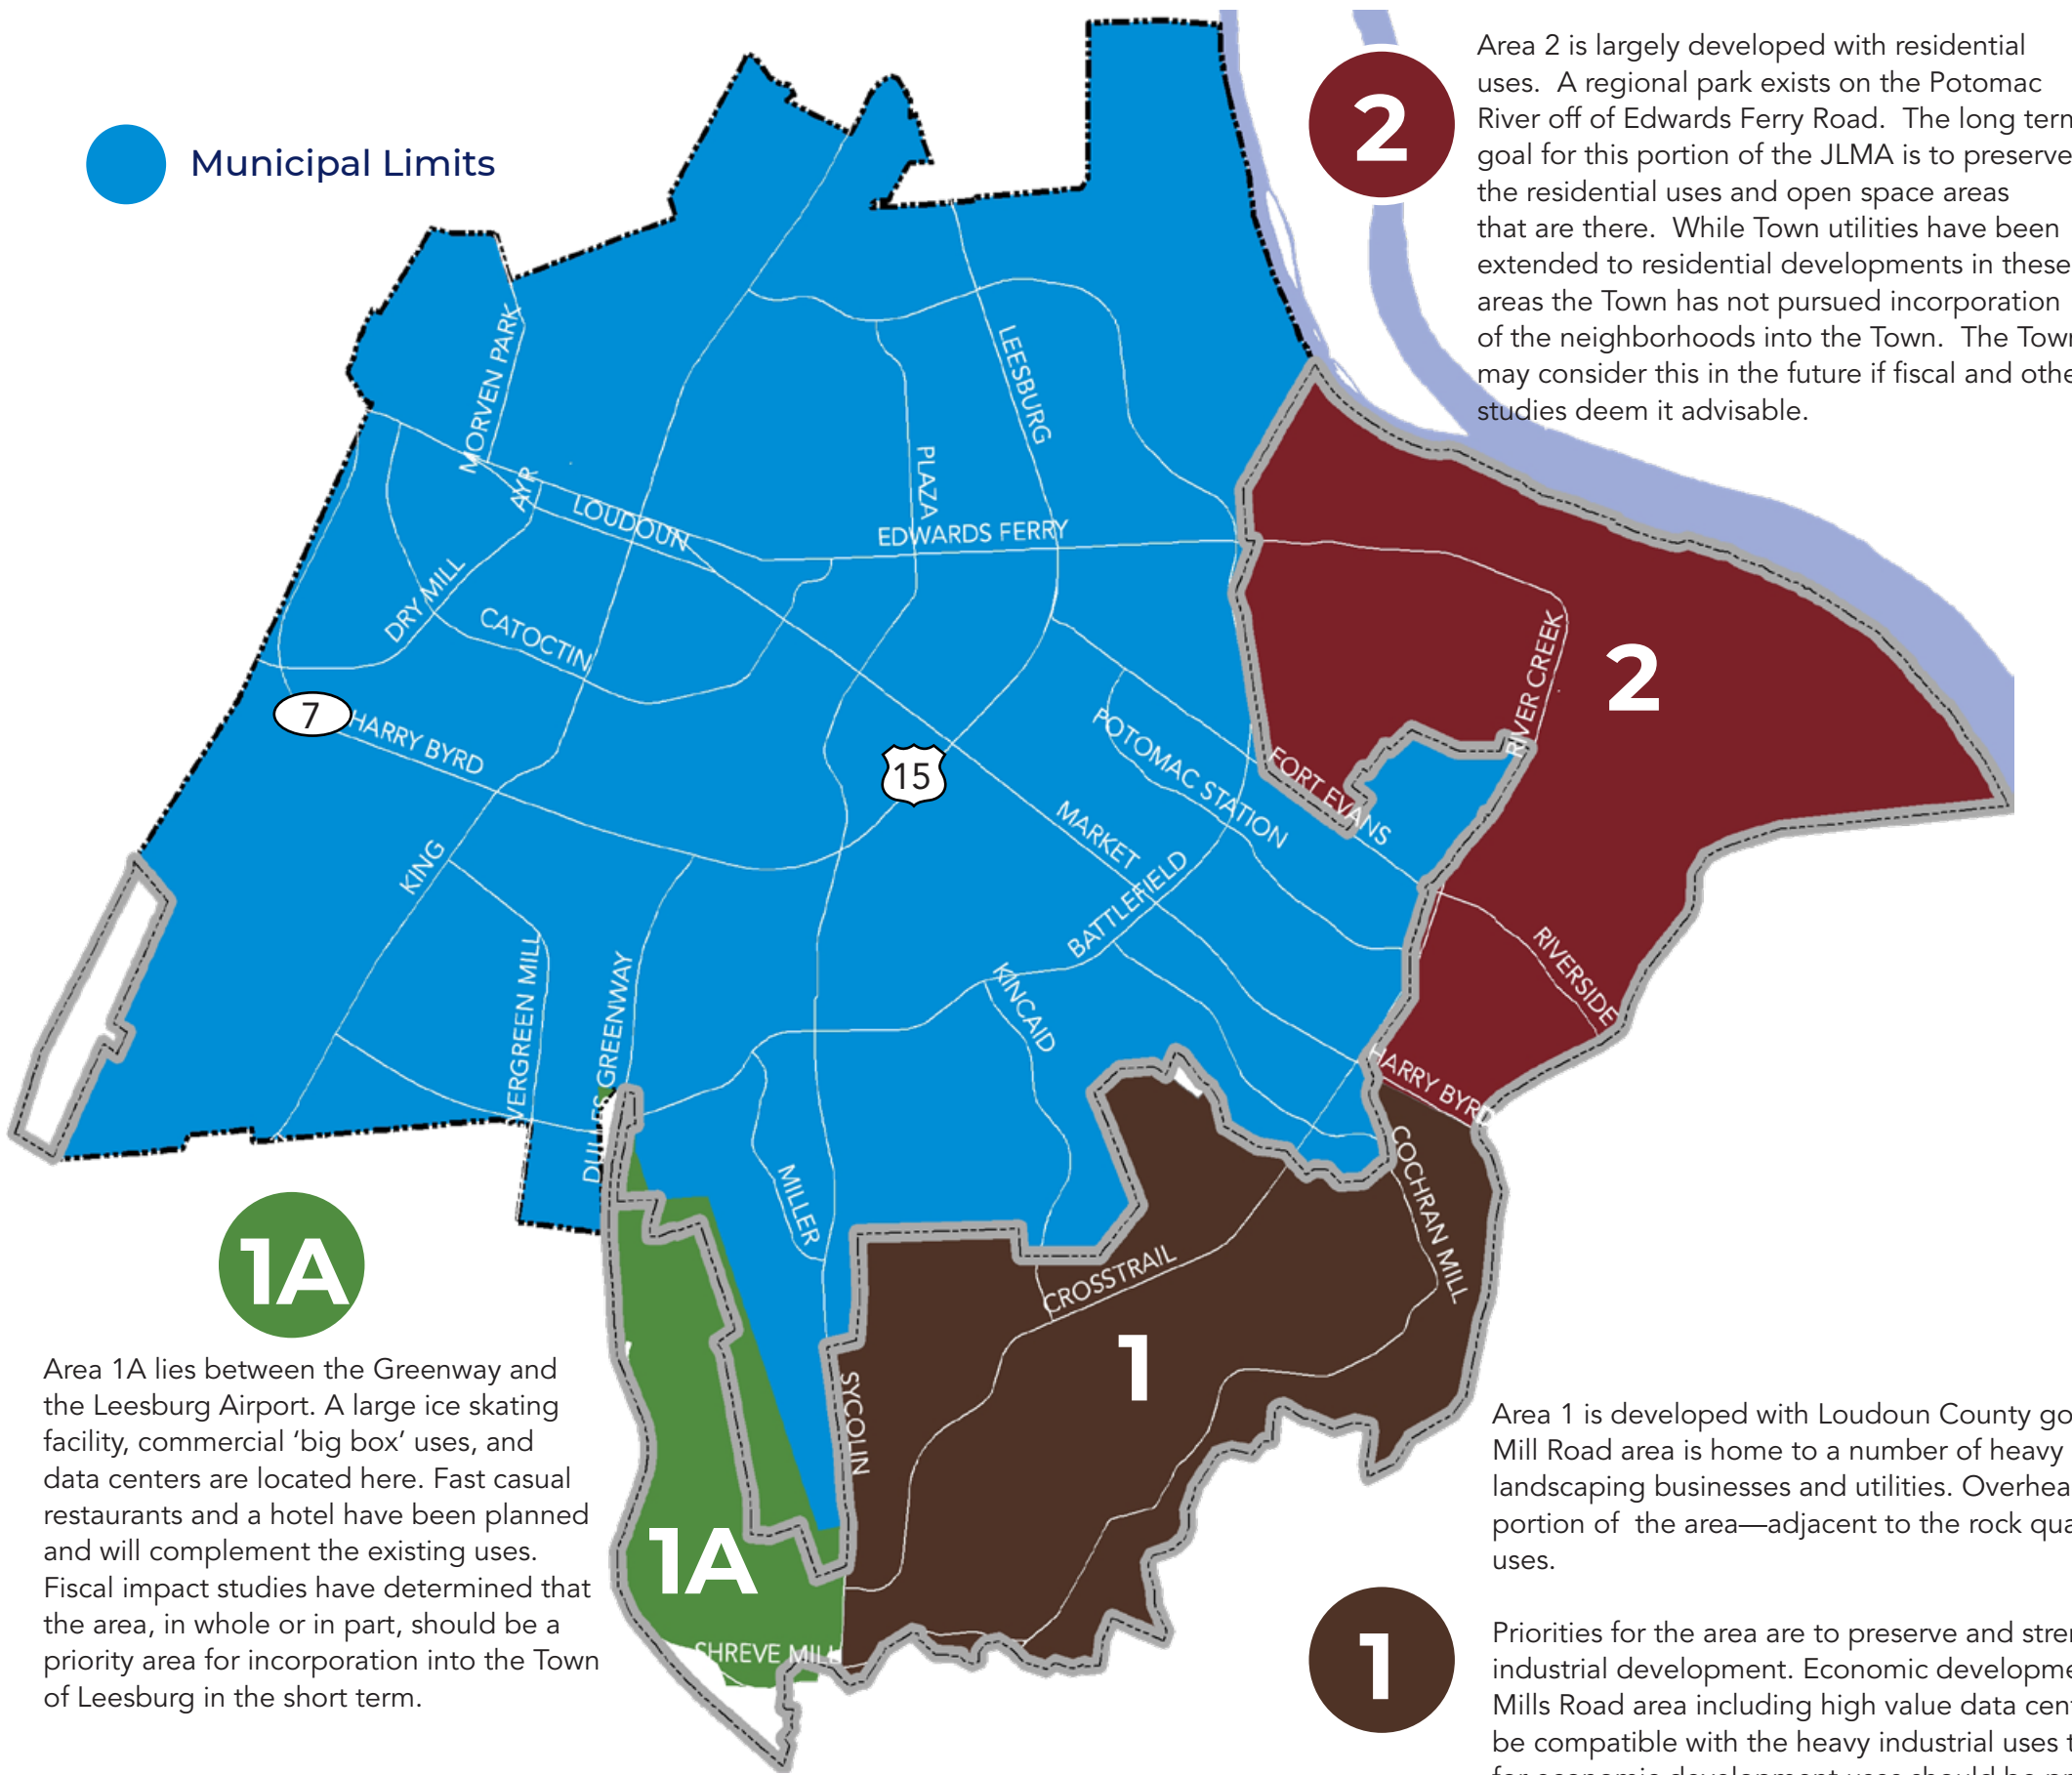 Municipal Limits
2
Area 2 is largely developed with residential
uses. A regional park exists on the Potomac
River off of Edwards Ferry Road. The long term
goal for this portion of the JLMA is to preserve
the residential uses and open space areas
that are there. While Town utilities have been
extended to residential developments in these
areas the Town has not pursued incorporation
of the neighborhoods into the Town. The Town
may consider this in the future if fiscal and othe
studies deem it advisable.
MORVEN PARK
LEESBURG
PLAZA
AYR
LOUDOUN
EDWARDS FERRY
DRY MILL
CATOCTIN
RIVER CREEK
2
7
HARRY BYRD
15
POTOMAC STATION
FORT EVANS
MARKET
KING
BATTLEFIELD
VERGREEN MILL
DULLES GREENWAY
KINCAID
RIVERSIDE
HARRY BYRD
COCHRAN MILL
MILLER
CROSSTRAIL
1
SYCOLIN
1A
SHREVE MILL
1A
Area 1A lies between the Greenway and
the Leesburg Airport. A large ice skating
facility, commercial ‘big box’ uses, and
data centers are located here. Fast casual
restaurants and a hotel have been planned
and will complement the existing uses.
Fiscal impact studies have determined that
the area, in whole or in part, should be a
priority area for incorporation into the Town
of Leesburg in the short term.
Area 1 is developed with Loudoun County go
Mill Road area is home to a number of heavy
landscaping businesses and utilities. Overhea
portion of the area—adjacent to the rock qua
uses.
1
Priorities for the area are to preserve and stre
industrial development. Economic developme
Mills Road area including high value data cent
be compatible with the heavy industrial uses t
for economic development uses should be